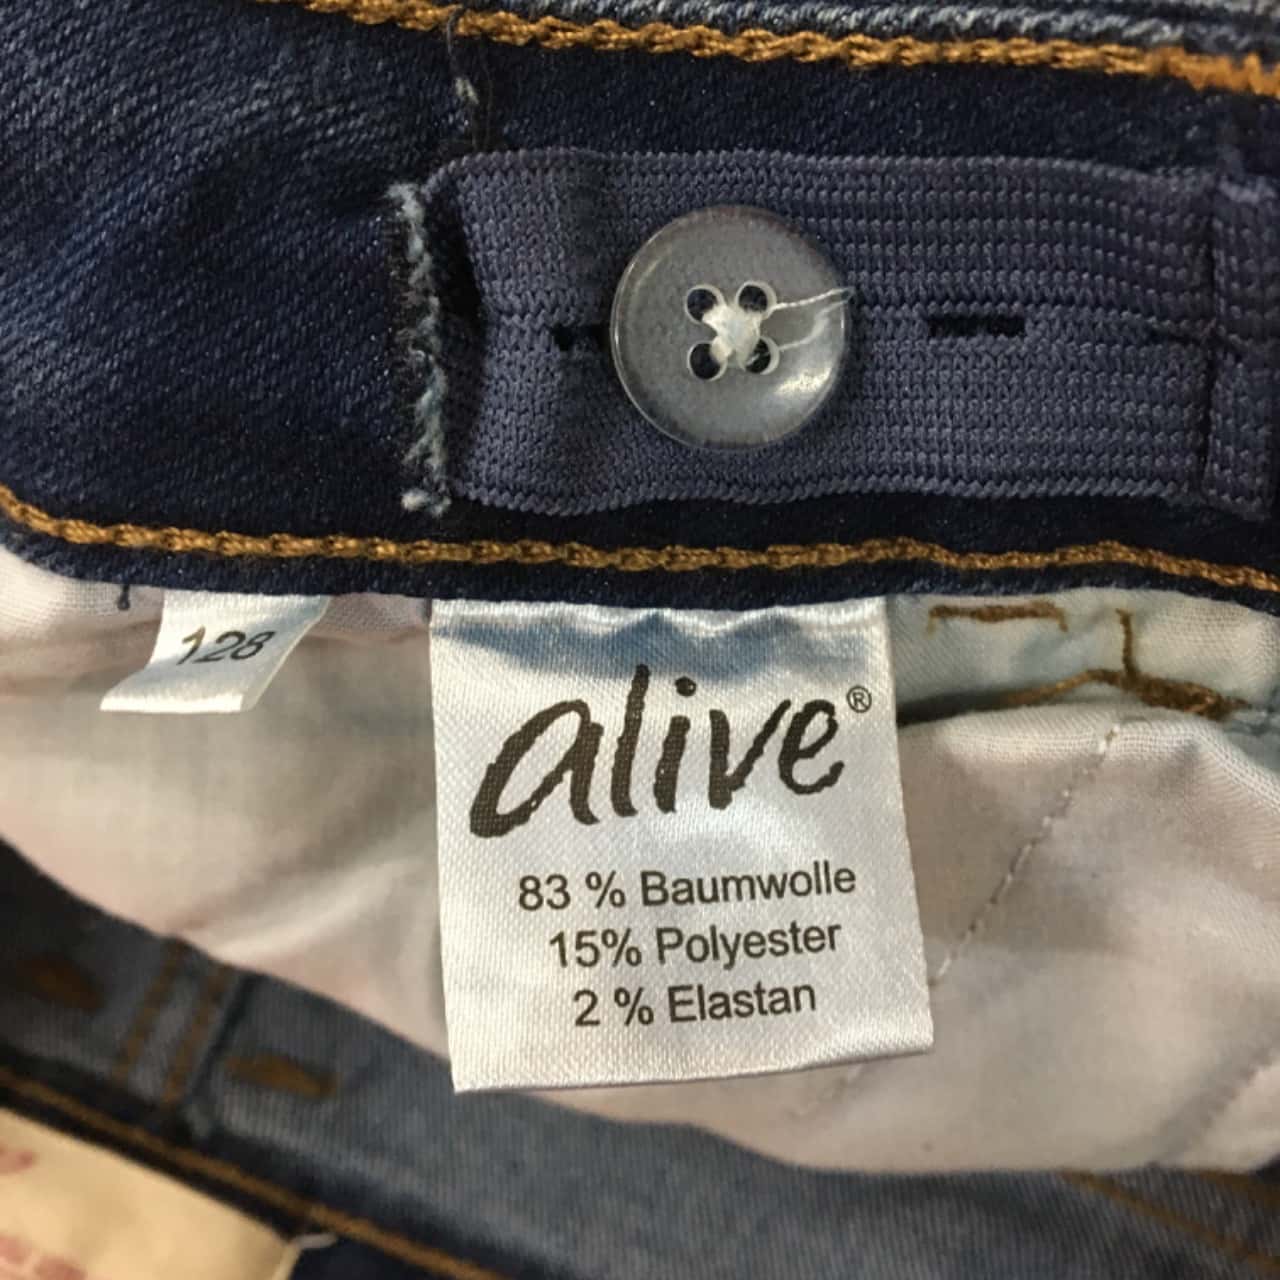 128
alive®
83 % Baumwolle
15% Polyester
2 % Elastan